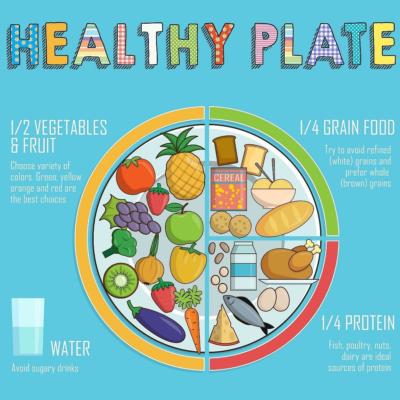 HEALTHY PLATE
1/2 VEGETABLES
& FRUIT
Choose variety of
colors. Green, yellow
orange and red are
the best choices
1/4 GRAIN FOOD
Try to avoid refined
(white) grains and
prefer whole
(brown) grains
CEREAL
1/4 PROTEIN
Fish, poultry, nuts,
dairy are ideal
sources of protein
WATER
Avoid sugary drinks